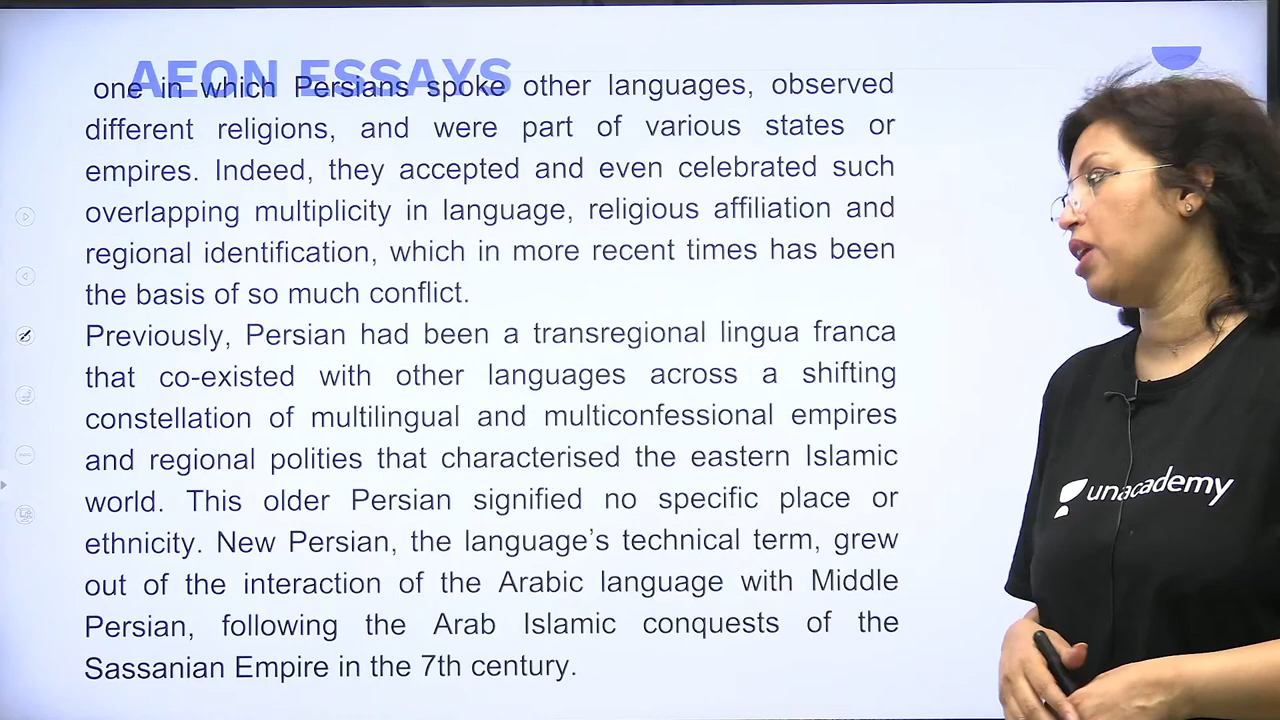 AEON ESSAYS
one in which Persians spoke other languages, observed
different religions, and were part of various states or
empires. Indeed, they accepted and even celebrated such
overlapping multiplicity in language, religious affiliation and
regional identification, which in more recent times has been
the basis of so much conflict.
Previously, Persian had been a transregional lingua franca
that co-existed with other languages across a shifting
constellation of multilingual and multiconfessional empires
and regional polities that characterised the eastern Islamic
world. This older Persian signified no specific place or
ethnicity. New Persian, the language's technical term, grew
out of the interaction of the Arabic language with Middle
Persian, following the Arab Islamic conquests of the
Sassanian Empire in the 7th century.
unacademy